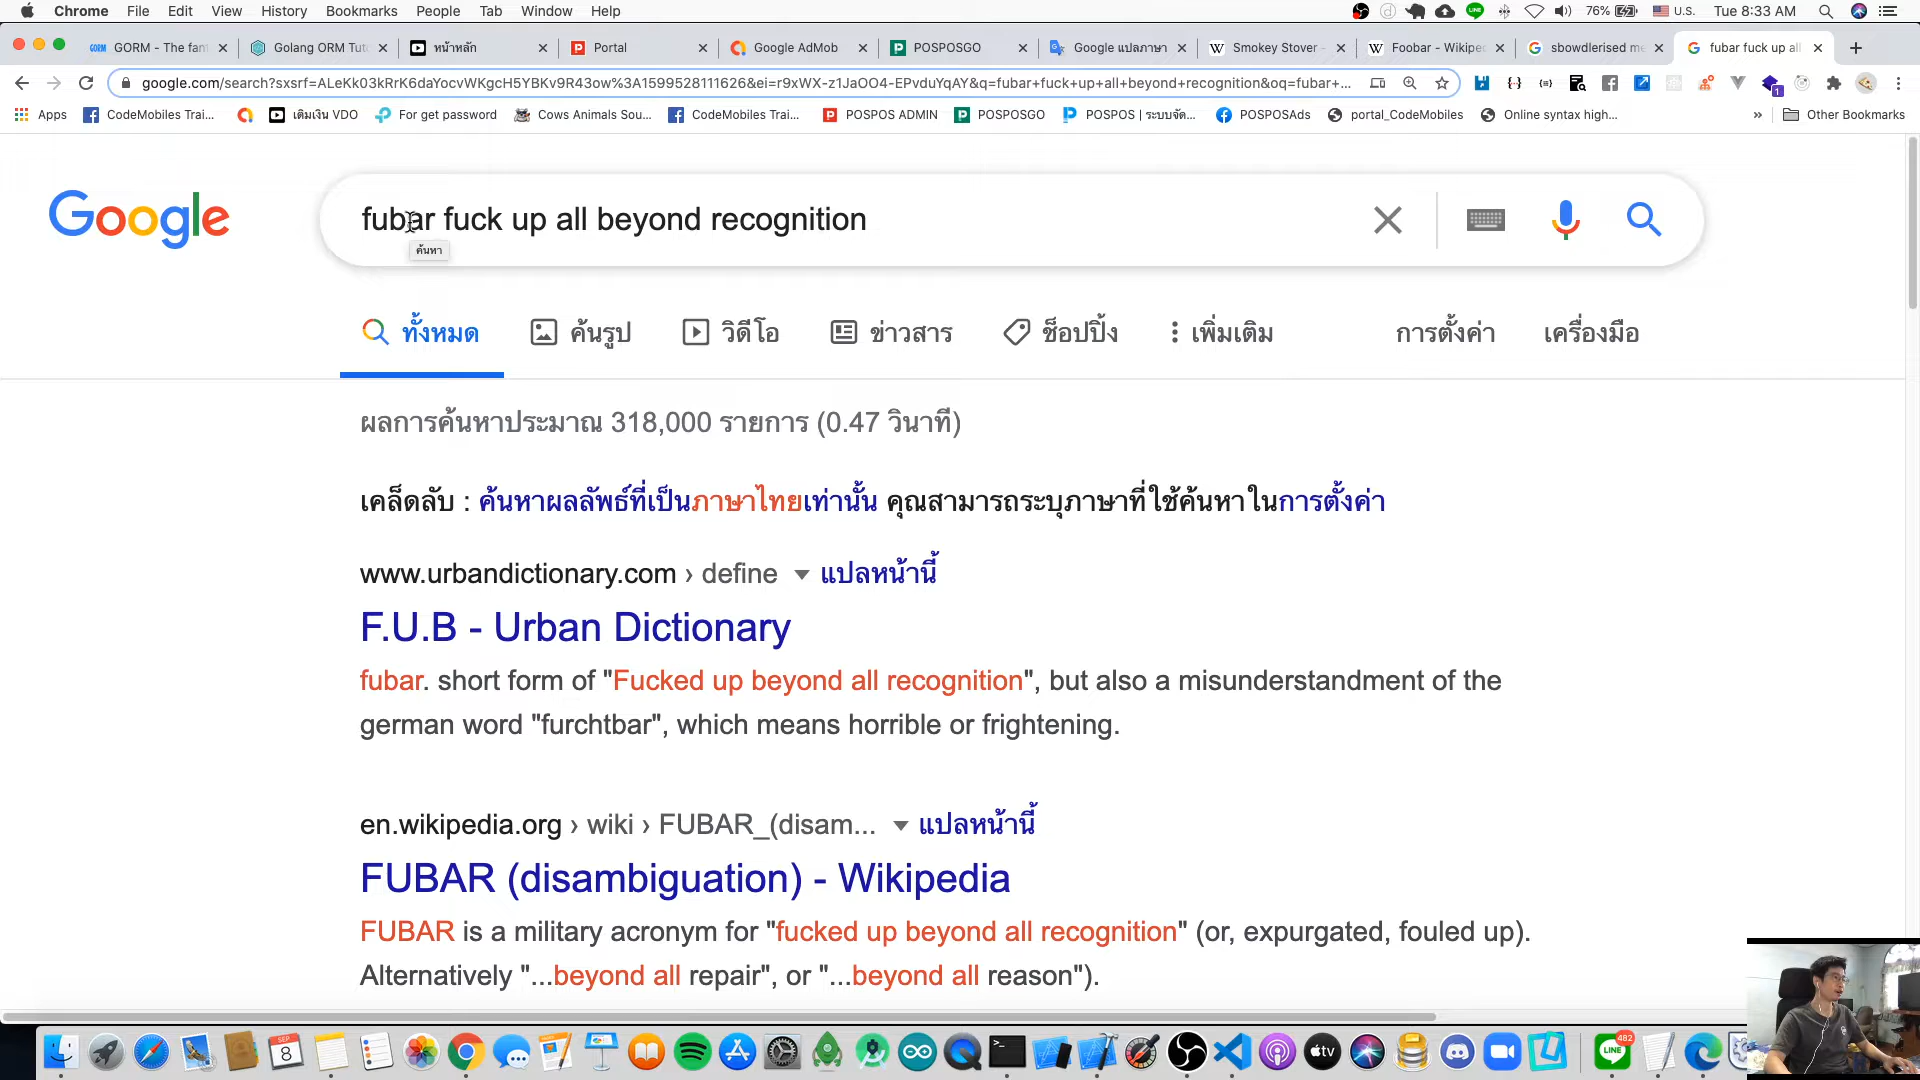 Chrome File Edit View History Bookmarks People Tab Window Help 76% U.S. Tue 8:33 AM
GORM - The fan Golang ORM Tuto หน้าหลัก Portal Google AdMob POSPOSGO Google แปลภาษา Smokey Stover - Foobar - Wikiped sbowdlerised me fubar fuck up all
google.com/search?sxsrf=ALeKk03kRrK6daYocvWKgcH5YBKv9R43ow%3A1599528111626&ei=r9xWX-z1JaOO4-EPvduYqAY&q=fubar+fuck+up+all+beyond+recognition&oq=fubar+...
Apps CodeMobiles Trai... เติมเงิน VDO For get password Cows Animals Sou... CodeMobiles Trai... POSPOS ADMIN POSPOSGO POSPOS | ระบบจัด... POSPOSAds portal_CodeMobiles Online syntax high... » Other Bookmarks
Google fubar fuck up all beyond recognition
ค้นหา
ทั้งหมด ค้นรูป วิดีโอ ข่าวสาร ช็อปปิ้ง เพิ่มเติม การตั้งค่า เครื่องมือ
ผลการค้นหาประมาณ 318,000 รายการ (0.47 วินาที)
เคล็ดลับ : ค้นหาผลลัพธ์ที่เป็นภาษาไทยเท่านั้น คุณสามารถระบุภาษาที่ใช้ค้นหาในการตั้งค่า
www.urbandictionary.com › define แปลหน้านี้
F.U.B - Urban Dictionary
fubar. short form of "Fucked up beyond all recognition", but also a misunderstandment of the
german word "furchtbar", which means horrible or frightening.
en.wikipedia.org › wiki › FUBAR_(disam... แปลหน้านี้
FUBAR (disambiguation) - Wikipedia
FUBAR is a military acronym for "fucked up beyond all recognition" (or, expurgated, fouled up).
Alternatively "...beyond all repair", or "...beyond all reason").
SEP
8
tv
LINE
482